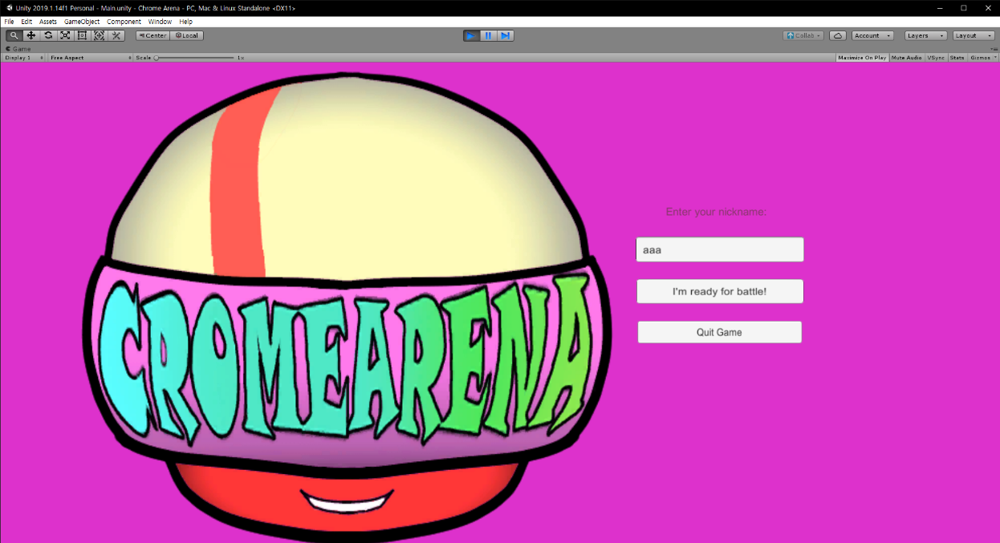 Unity 2019.1.14f1 Personal - Main.unity - Chrome Arena - PC, Mac & Linux Standalone <DX11>
File Edit Assets GameObject Component Window Help
Center Local Collab Account Layers Layout
Game
Display 1 Free Aspect Scale 1x Maximize On Play Mute Audio VSync Stats Gizmos
Enter your nickname:
aaa
I'm ready for battle!
Quit Game
CROMEARENA